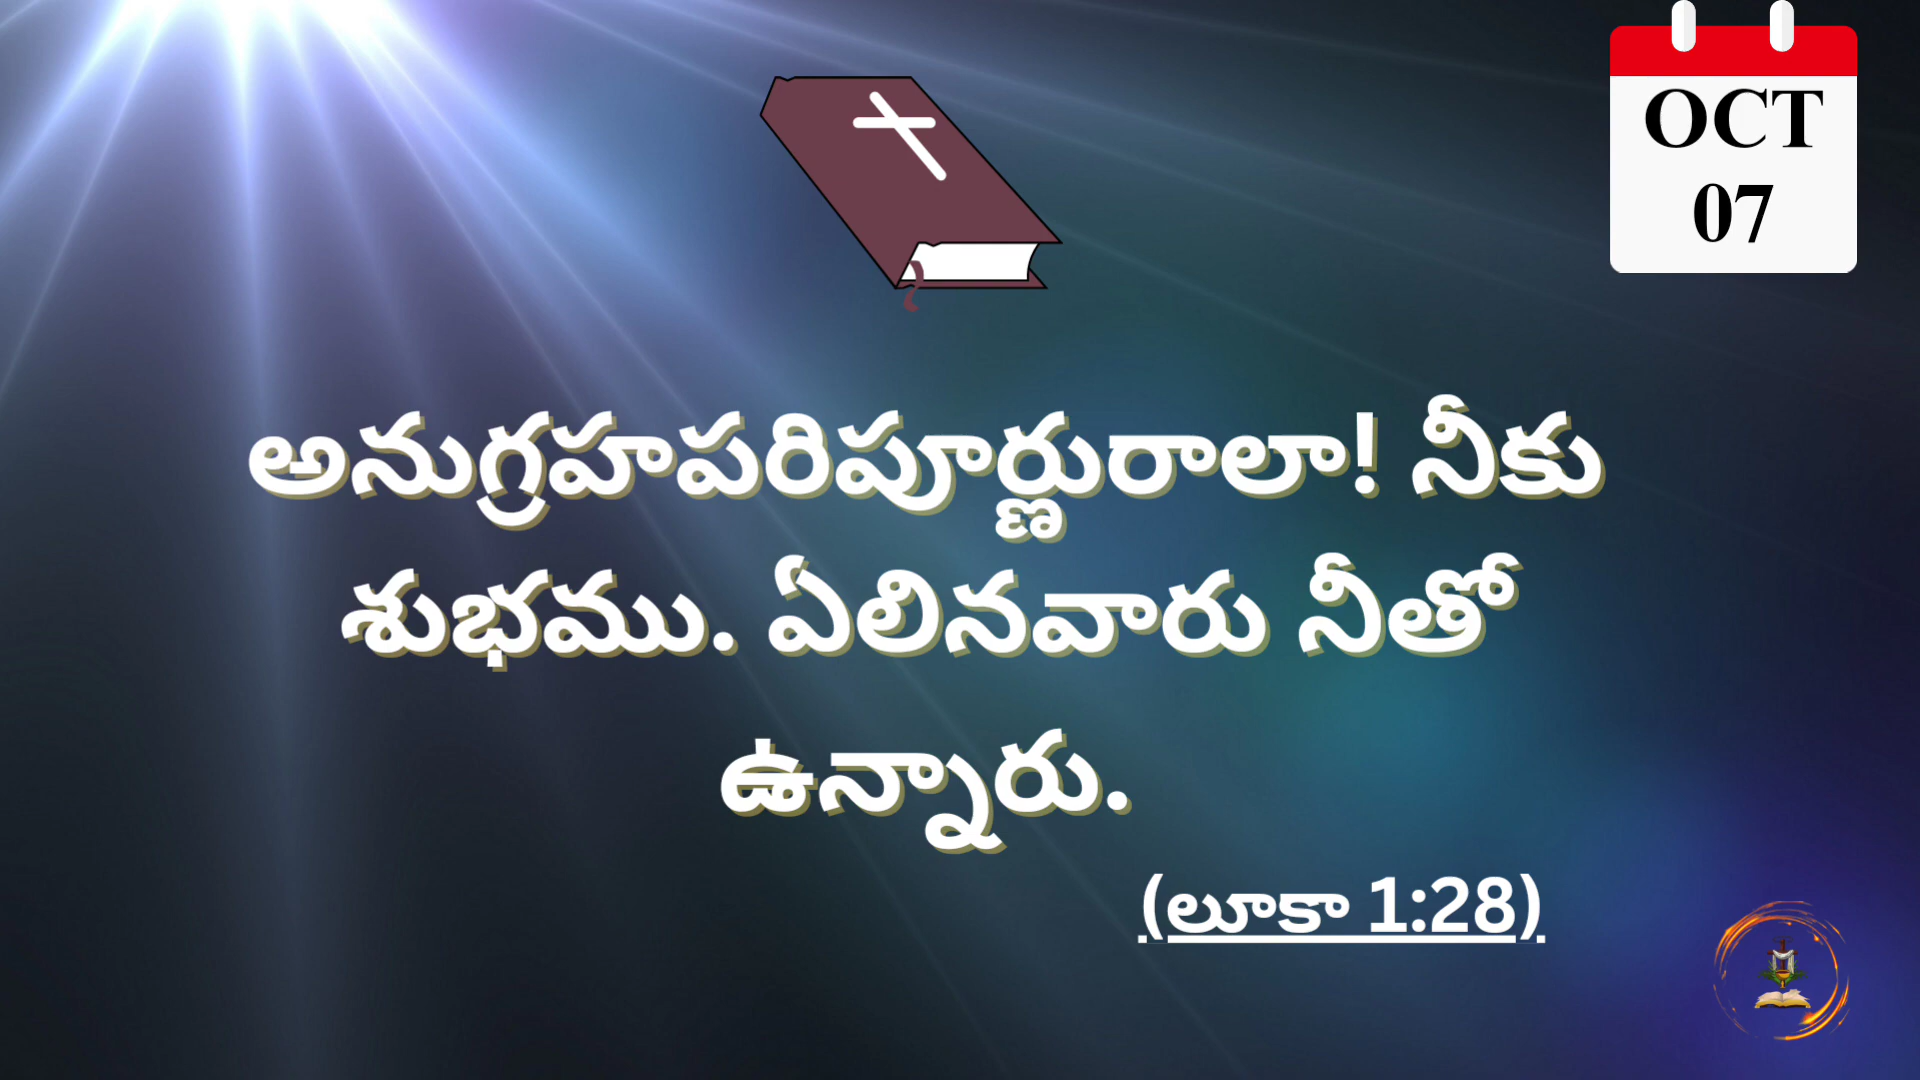 OCT
07
అనుగ్రహపరిపూర్ణురాలా! నీకు
శుభము. ఏలినవారు నీతో
ఉన్నారు.
(లూకా 1:28)